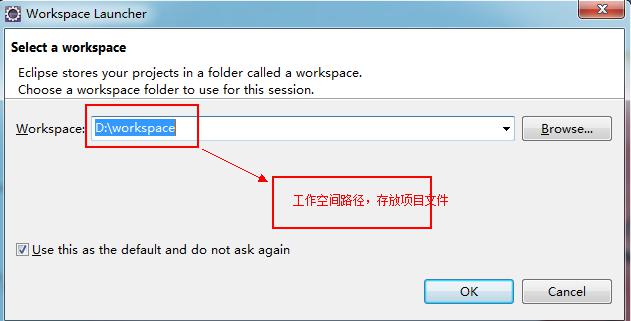 Workspace Launcher
Select a workspace
Eclipse stores your projects in a folder called a workspace.
Choose a workspace folder to use for this session.
Workspace: D:\workspace Browse...
工作空间路径，存放项目文件
Use this as the default and do not ask again
OK Cancel